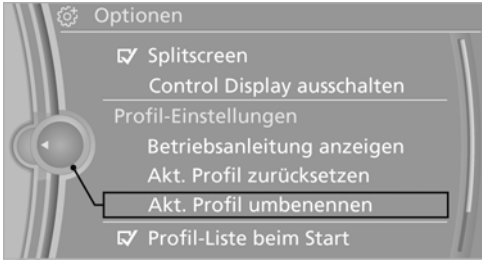 Optionen
Splitscreen
Control Display ausschalten
Profil-Einstellungen
Betriebsanleitung anzeigen
Akt. Profil zurücksetzen
Akt. Profil umbenennen
Profil-Liste beim Start